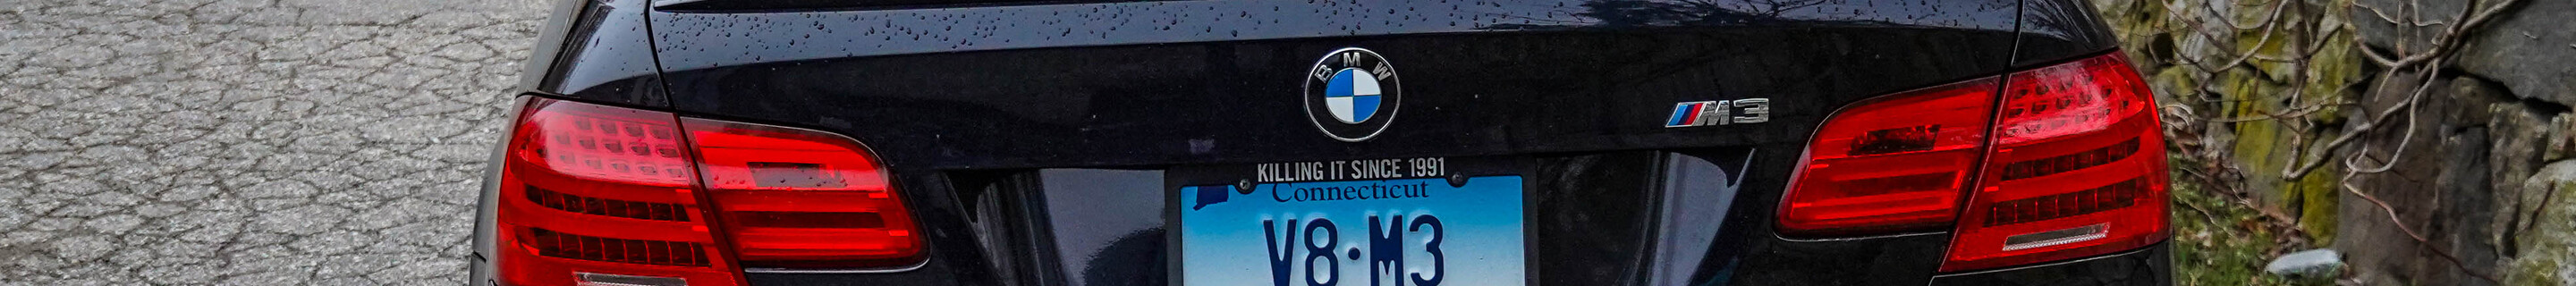 BMW
M3
KILLING IT SINCE 1991
Connecticut
V8·M3